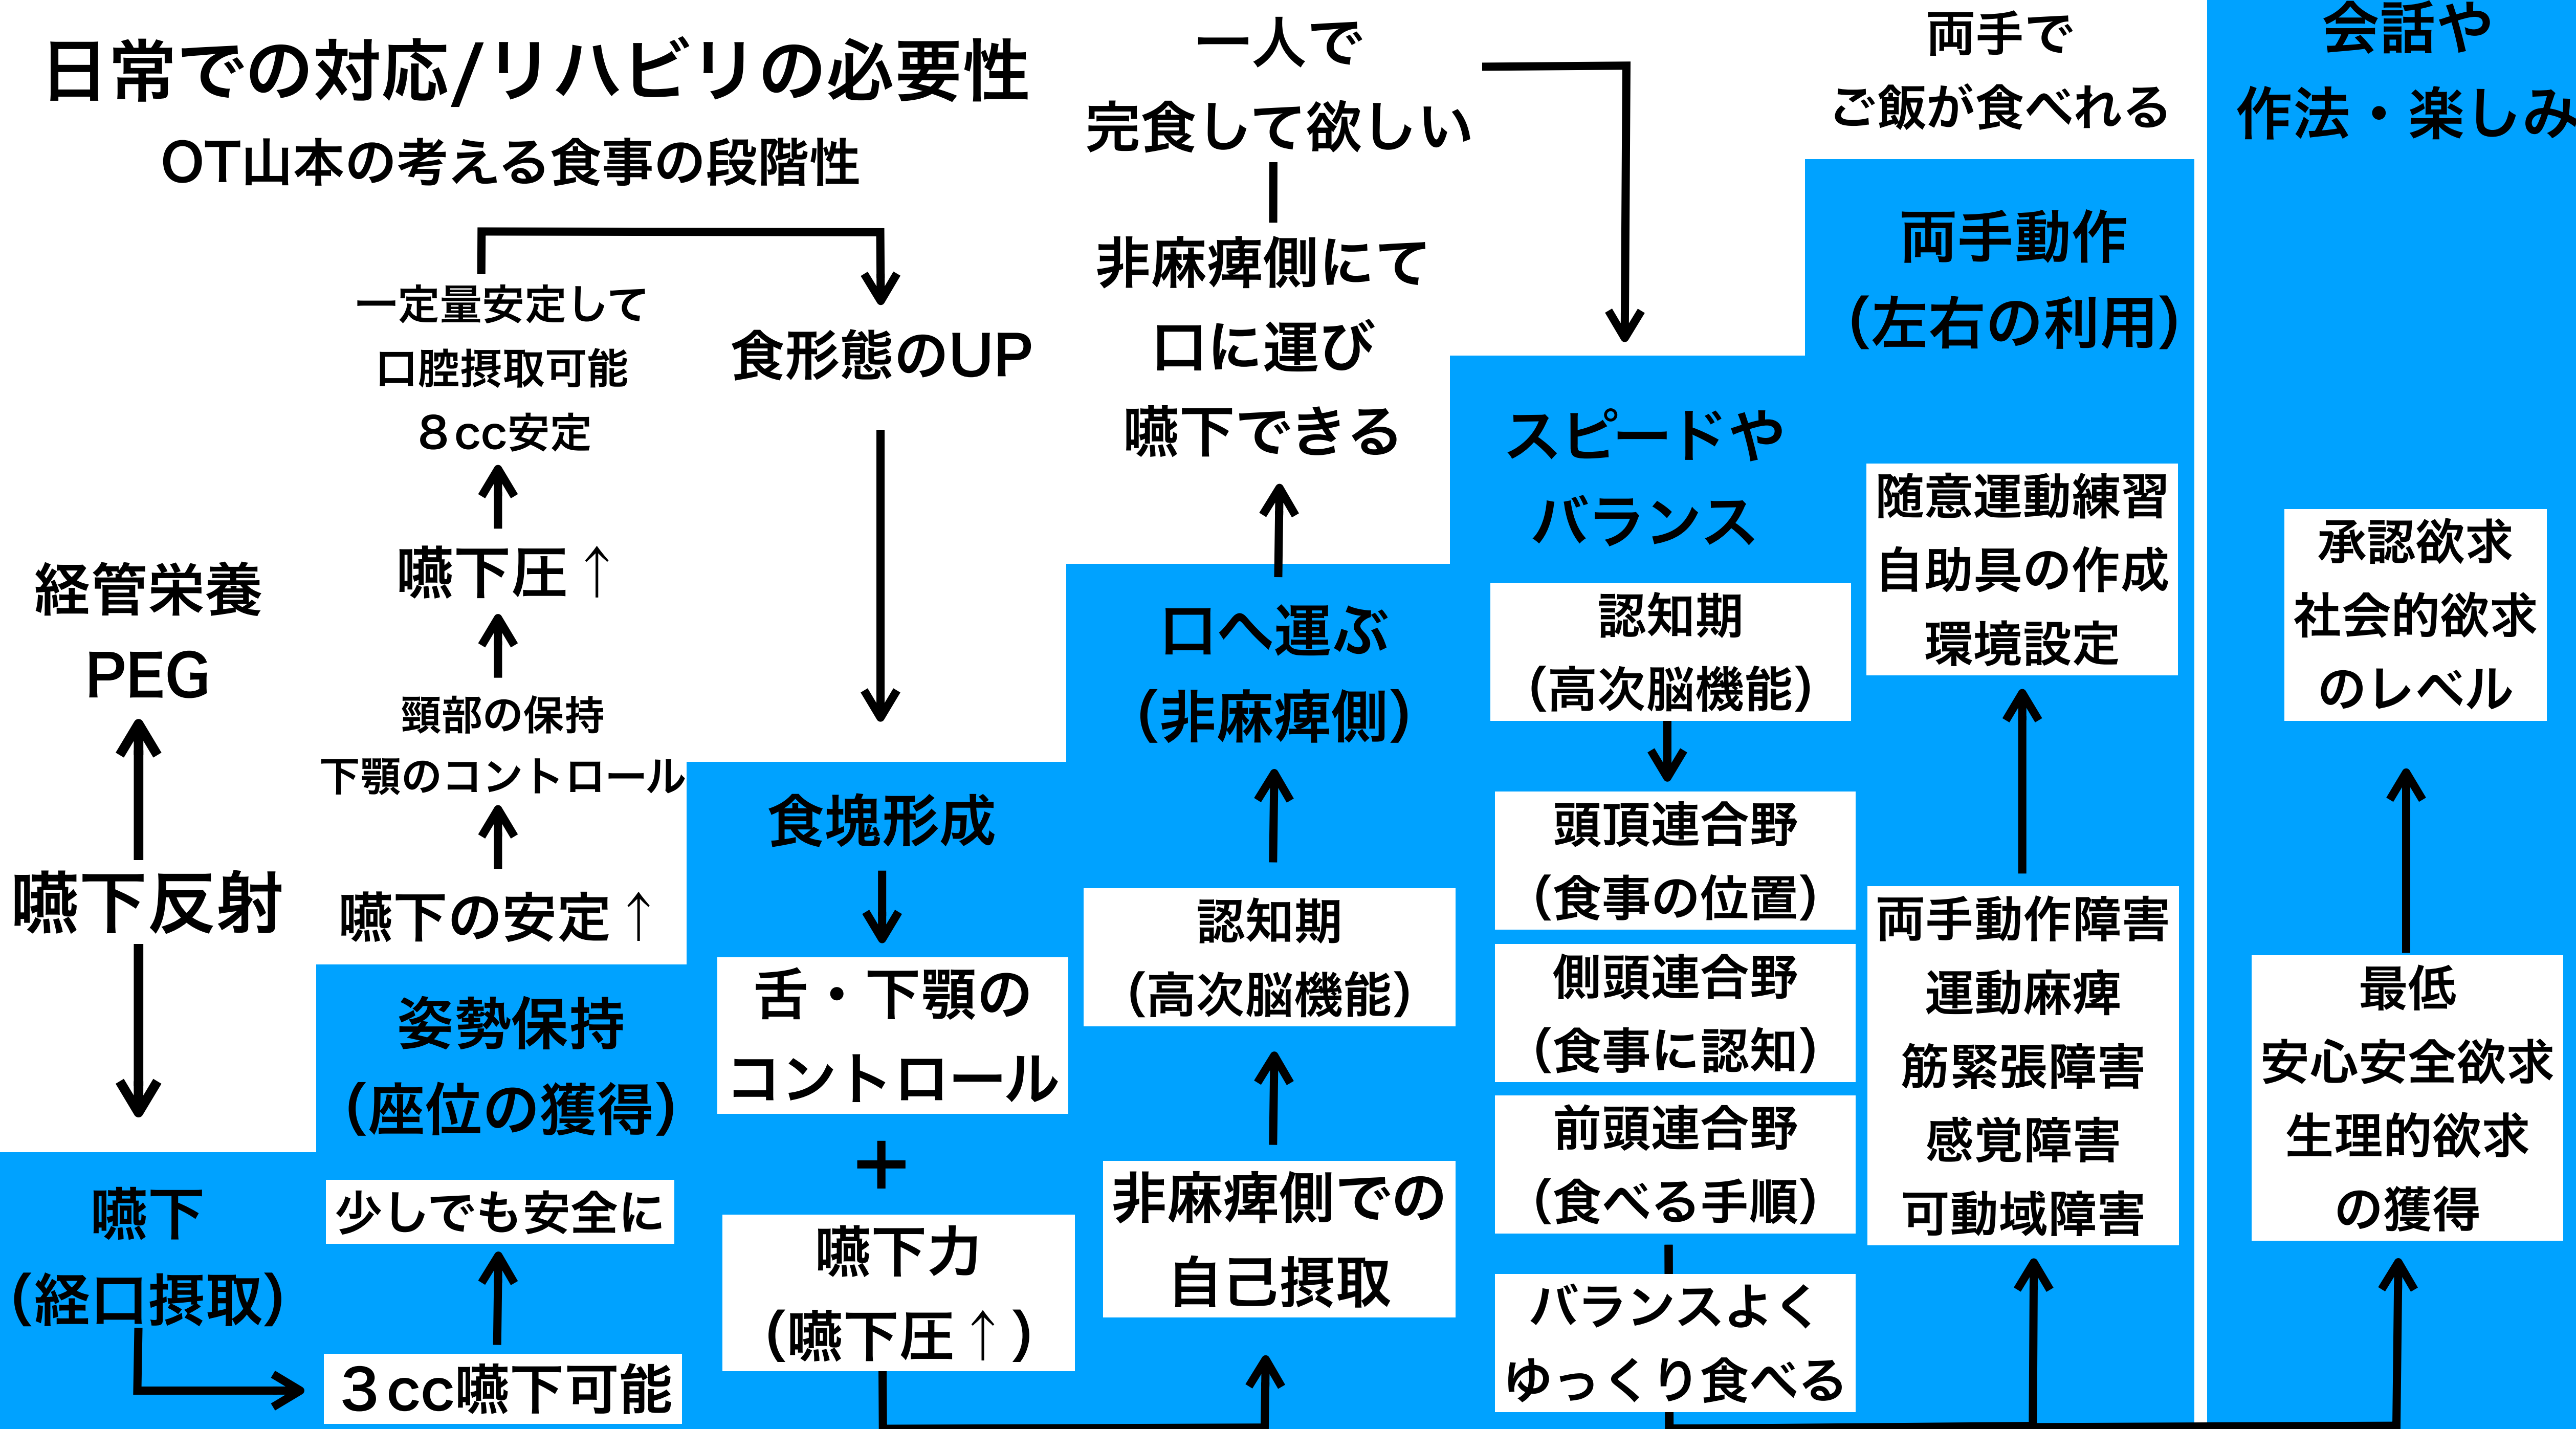 日常での対応/リハビリの必要性
OT山本の考える食事の段階性
経管栄養
PEG
嚥下反射
嚥下
（経口摂取）
一定量安定して
口腔摂取可能
８cc安定
嚥下圧↑
頸部の保持
下顎のコントロール
嚥下の安定↑
姿勢保持
（座位の獲得）
少しでも安全に
３cc嚥下可能
食形態のUP
食塊形成
舌・下顎の
コントロール
＋
嚥下力
（嚥下圧↑）
一人で
完食して欲しい
非麻痺側にて
口に運び
嚥下できる
口へ運ぶ
（非麻痺側）
認知期
（高次脳機能）
非麻痺側での
自己摂取
スピードや
バランス
認知期
（高次脳機能）
頭頂連合野
（食事の位置）
側頭連合野
（食事に認知）
前頭連合野
（食べる手順）
バランスよく
ゆっくり食べる
両手で
ご飯が食べれる
両手動作
（左右の利用）
随意運動練習
自助具の作成
環境設定
両手動作障害
運動麻痺
筋緊張障害
感覚障害
可動域障害
会話や
作法・楽しみ
承認欲求
社会的欲求
のレベル
最低
安心安全欲求
生理的欲求
の獲得